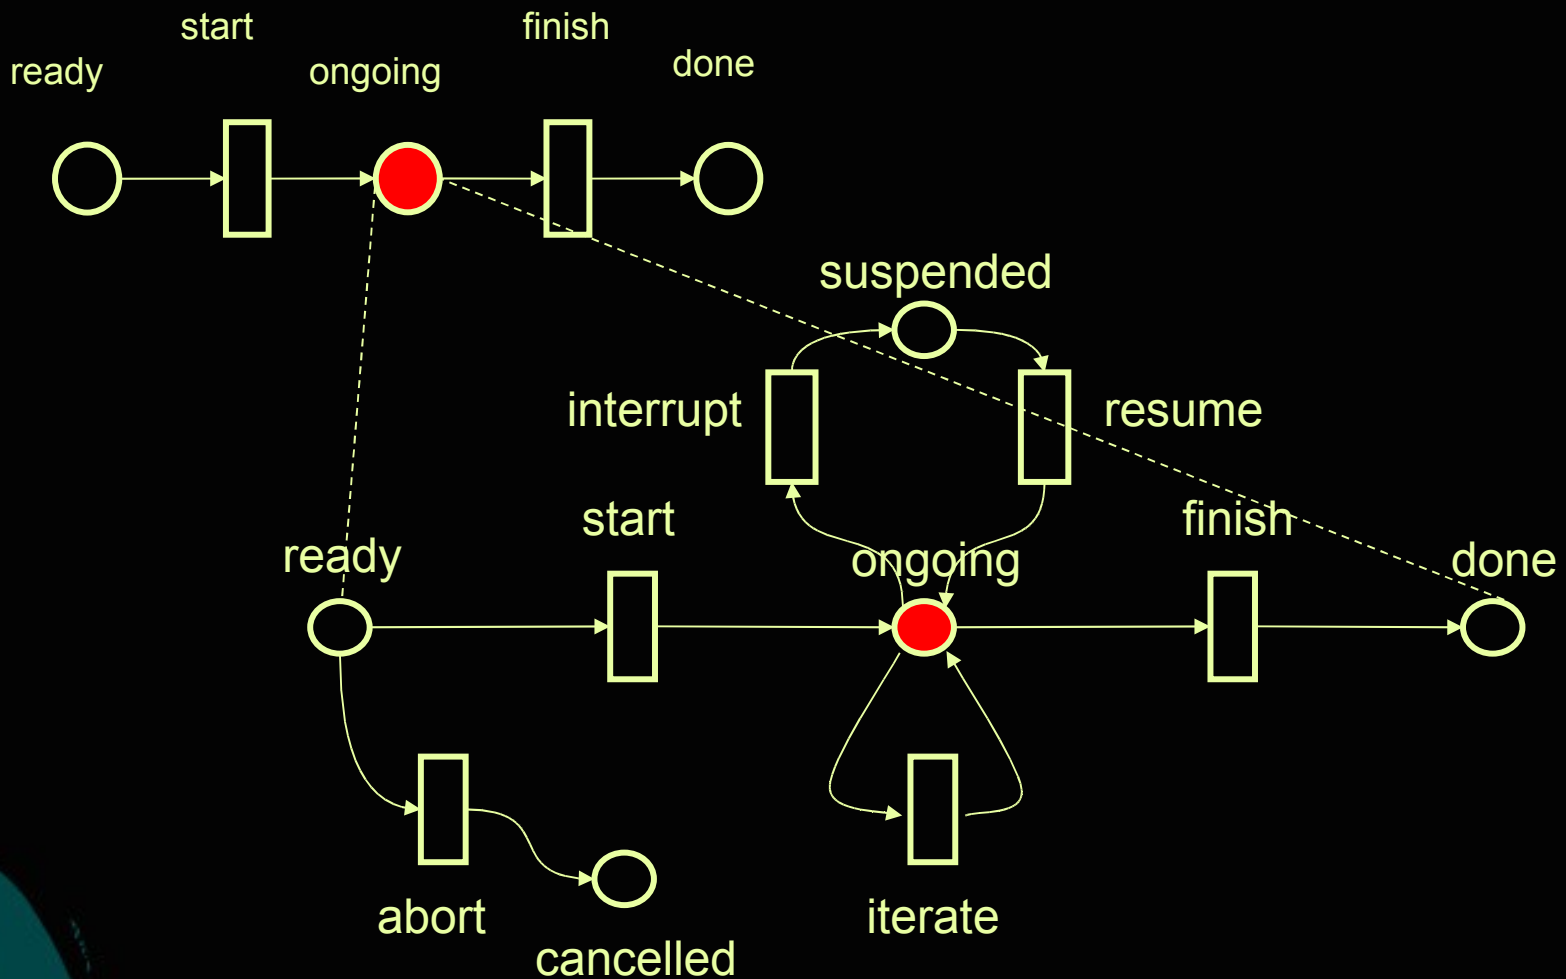 start
finish
ready
ongoing
done
suspended
interrupt
resume
start
finish
ready
ongoing
done
abort
iterate
cancelled